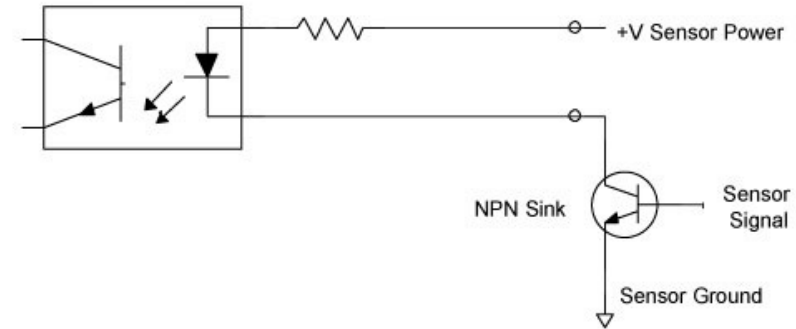 +V Sensor Power
NPN Sink
Sensor
Signal
Sensor Ground